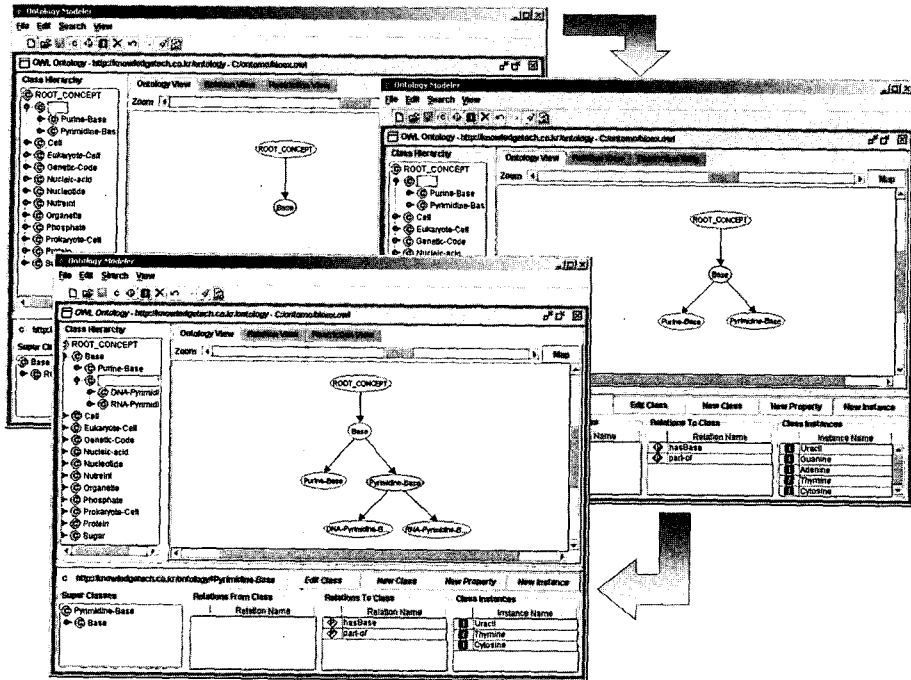 Ontology Modeler
File Edit Search View
OWL Ontology - http://knowledgetech.co.kr/ontology - C:/ontomo/bioex.owl
Class Hierarchy
Ontology View
Zoom
ROOT_CONCEPT
Purine-Base
Pyrimidine-Bas
Cell
Eukaryote-Cell
Genetic-Code
Nucleic-acid
Nucleotide
Nutreint
Organelle
Phosphate
Prokaryote-Cell
Protein
ROOT_CONCEPT
Base
C http:/
Super Cl
Base
Ontology Modeler
File Edit Search View
OWL Ontology - http://knowledgetech.co.kr/ontology - C:/ontomo/bioex.owl
Class Hierarchy
Ontology View
Zoom
Map
ROOT_CONCEPT
Purine-Base
Pyrimidine-Bas
Cell
Eukaryote-Cell
Genetic-Code
Nucleic-acid
ROOT_CONCEPT
Base
Purine-Base
Pyrimidine-Base
Edit Class
New Class
New Property
New Instance
Relations To Class
Class Instances
Name
Relation Name
Instance Name
hasBase
part-of
Uracil
Guanine
Adenine
Thymine
Cytosine
Ontology Modeler
File Edit Search View
OWL Ontology - http://knowledgetech.co.kr/ontology - C:/ontomo/bioex.owl
Class Hierarchy
Ontology View
Zoom
Map
ROOT_CONCEPT
Base
Purine-Base
DNA-Pyrimidi
RNA-Pyrimidi
Cell
Eukaryote-Cell
Genetic-Code
Nucleic-acid
Nucleotide
Nutreint
Organelle
Phosphate
Prokaryote-Cell
Protein
Sugar
ROOT_CONCEPT
Base
Purine-Base
Pyrimidine-Base
DNA-Pyrimidine-B...
RNA-Pyrimidine-B...
C http://knowledgetech.co.kr/ontology#Pyrimidine-Base
Edit Class
New Class
New Property
New Instance
Super Classes
Relations From Class
Relations To Class
Class Instances
Pyrimidine-Base
Base
Relation Name
Relation Name
hasBase
part-of
Instance Name
Uracil
Thymine
Cytosine